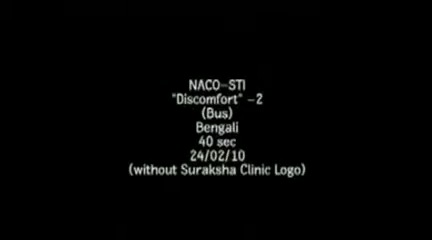 NACO-STI
"Discomfort" -2
(Bus)
Bengali
40 sec
24/02/10
(without Suraksha Clinic Logo)